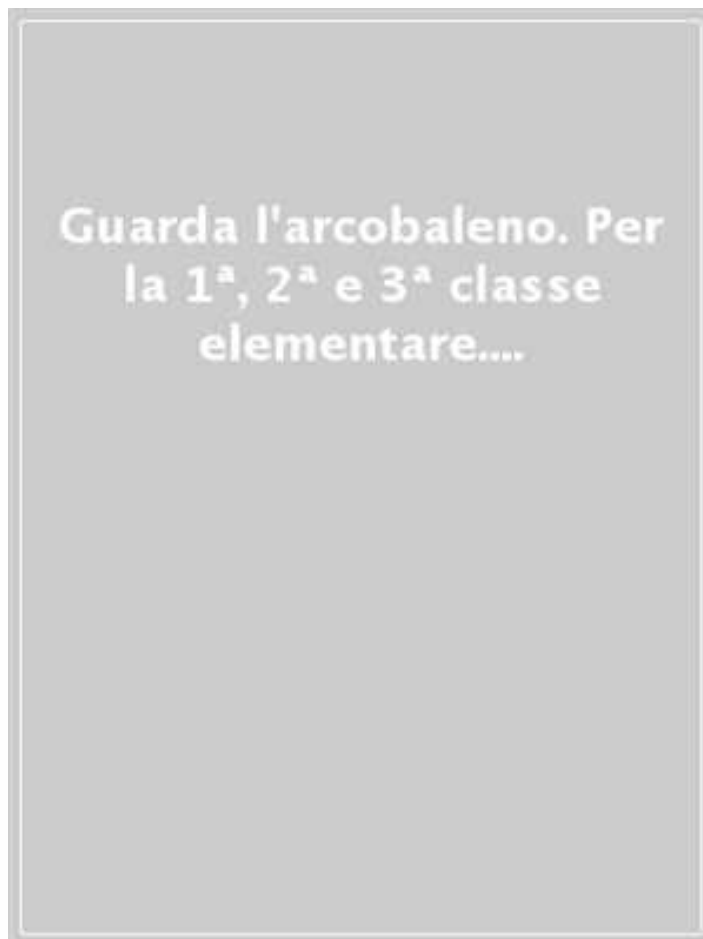 Guarda l'arcobaleno. Per
la 1ª, 2ª e 3ª classe
elementare....